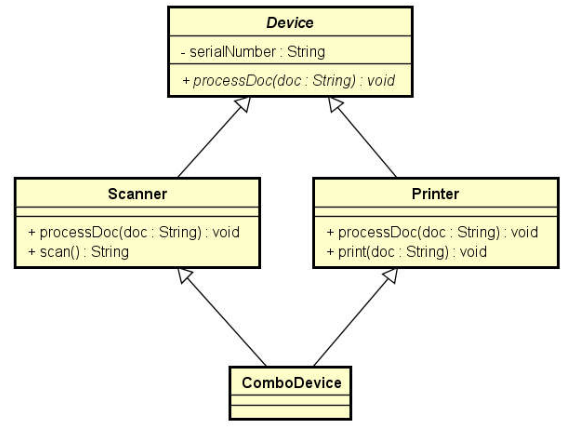 Device
- serialNumber : String
+ processDoc(doc : String) : void
Scanner
+ processDoc(doc : String) : void
+ scan() : String
Printer
+ processDoc(doc : String) : void
+ print(doc : String) : void
ComboDevice